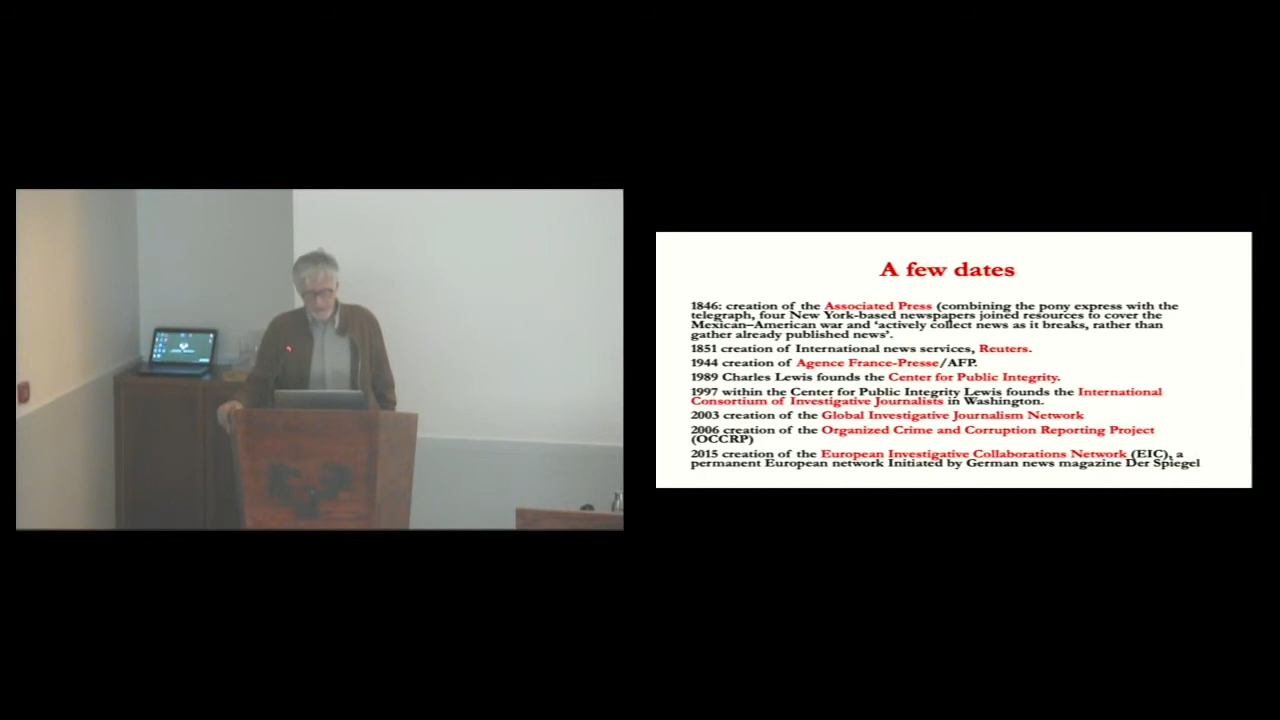 A few dates
1846: creation of the Associated Press (combining the pony express with the
telegraph, four New York-based newspapers joined resources to cover the
Mexican–American war and ‘actively collect news as it breaks, rather than
gather already published news’.
1851 creation of International news services, Reuters.
1944 creation of Agence France-Presse/AFP.
1989 Charles Lewis founds the Center for Public Integrity.
1997 within the Center for Public Integrity Lewis founds the International
Consortium of Investigative Journalists in Washington.
2003 creation of the Global Investigative Journalism Network
2006 creation of the Organized Crime and Corruption Reporting Project
(OCCRP)
2015 creation of the European Investigative Collaborations Network (EIC), a
permanent European network Initiated by German news magazine Der Spiegel